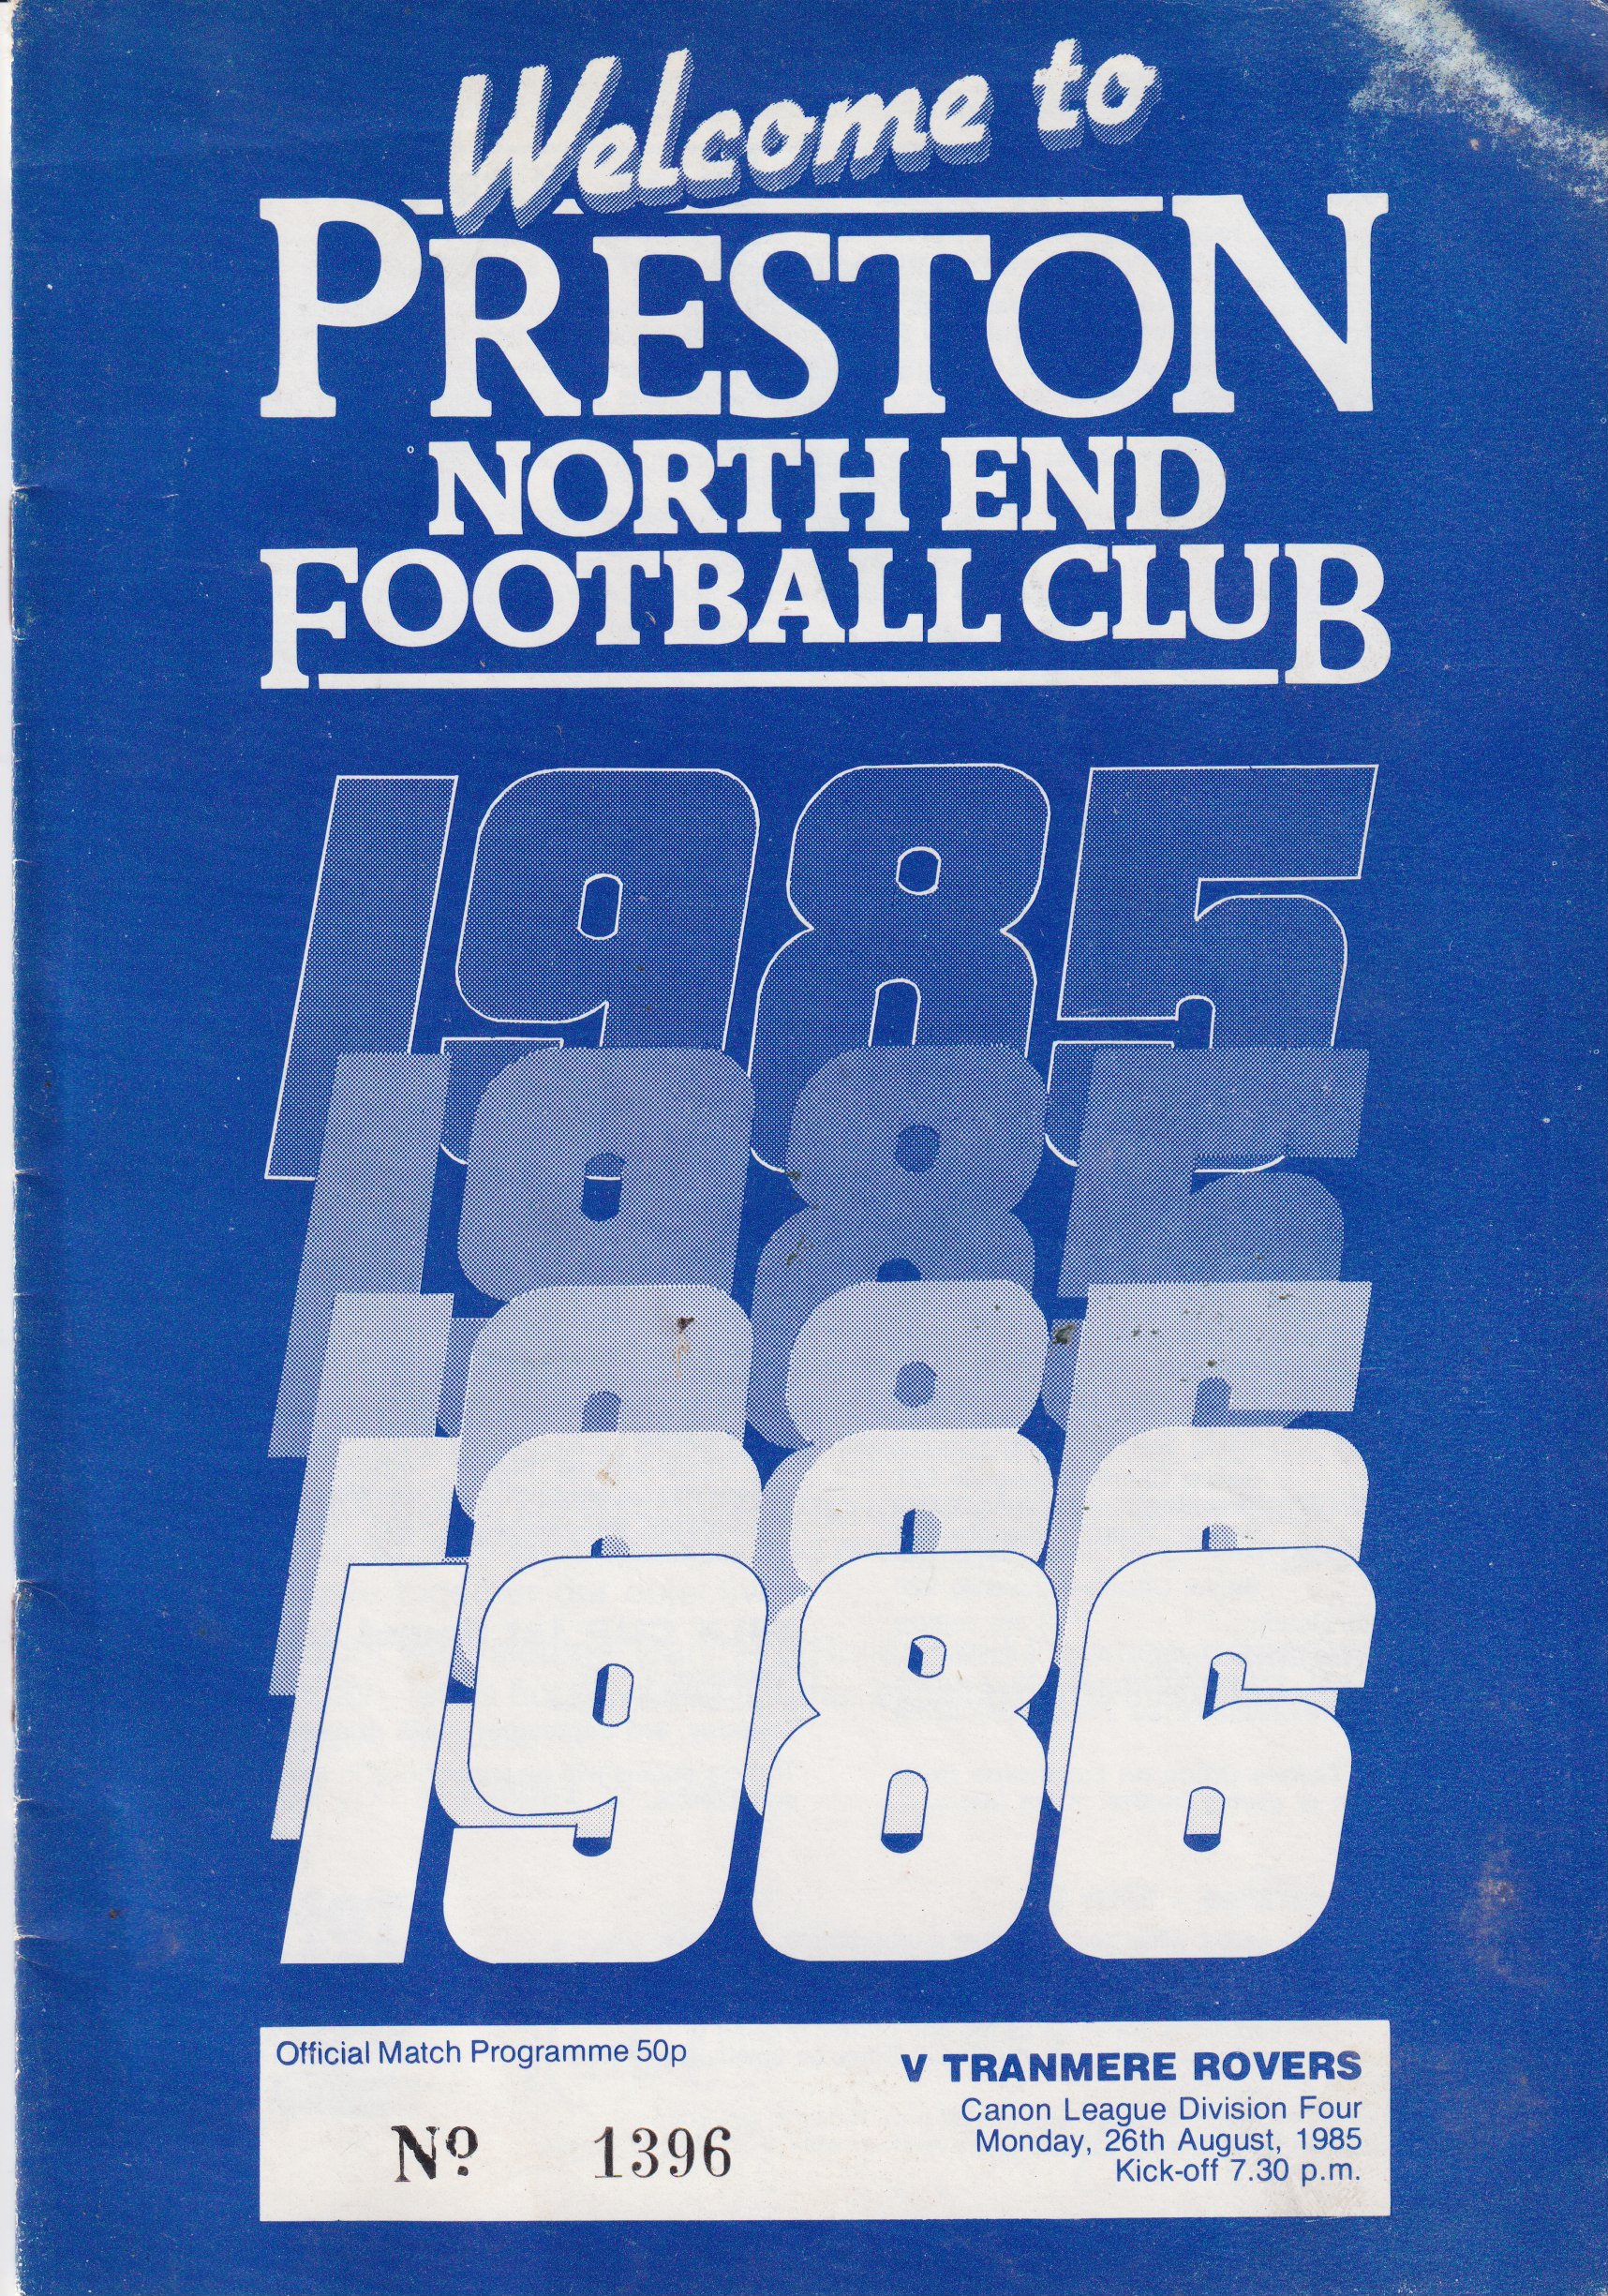 Welcome to
PRESTON
NORTH END
FOOTBALL CLUB
1985
1986
Official Match Programme 50p
V TRANMERE ROVERS
Canon League Division Four
Monday, 26th August, 1985
Kick-off 7.30 p.m.
Nº 1396